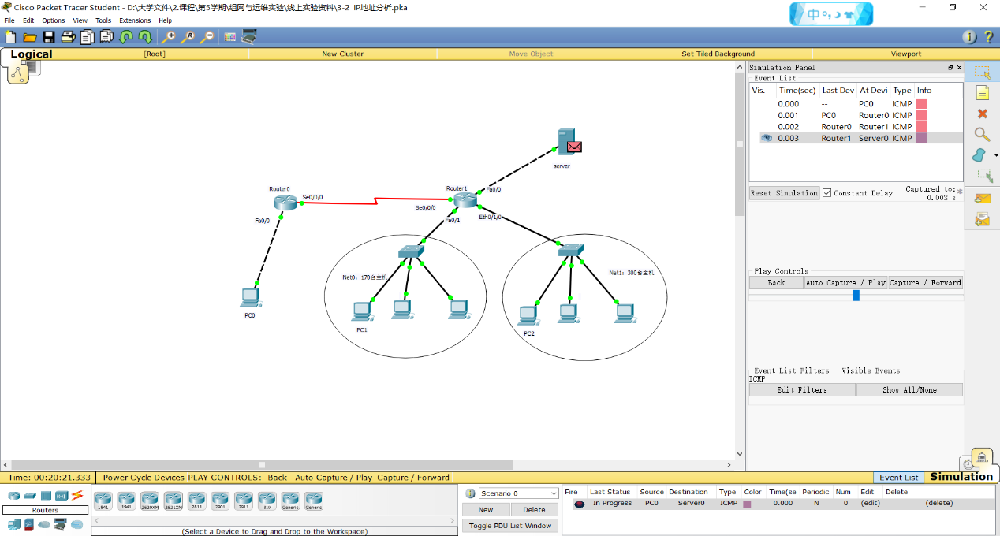 Cisco Packet Tracer Student - D:\大学文件\2.课程\第5学期\组网与运维实验\线上实验资料\3-2 IP地址分析.pka
中
File Edit Options View Tools Extensions Help
Logical [Root] New Cluster Move Object Set Tiled Background Viewport
Simulation Panel
Event List
Vis. Time(sec) Last Dev At Devi Type Info
0.000 -- PC0 ICMP
0.001 PC0 Router0 ICMP
0.002 Router0 Router1 ICMP
0.003 Router1 Server0 ICMP
Reset Simulation Constant Delay Captured to: *
0.003 s
Play Controls
Back Auto Capture / Play Capture / Forward
Event List Filters - Visible Events
ICMP
Edit Filters Show All/None
server
Router0
Se0/0/0
Fa0/0
Router1
Fa0/0
Se0/0/0
Fa0/1
Eth0/1/0
Net0：170台主机
Net1：300台主机
PC0
PC1
PC2
Time: 00:20:21.333 Power Cycle Devices PLAY CONTROLS: Back Auto Capture / Play Capture / Forward
Event List Simulation
Routers
1841 1941 2620XM 2621XM 2811 2901 2911 819 Generic Generic
(Select a Device to Drag and Drop to the Workspace)
Scenario 0
New Delete
Toggle PDU List Window
Fire Last Status Source Destination Type Color Time(se Periodic Num Edit Delete
In Progress PC0 Server0 ICMP 0.000 N 0 (edit) (delete)